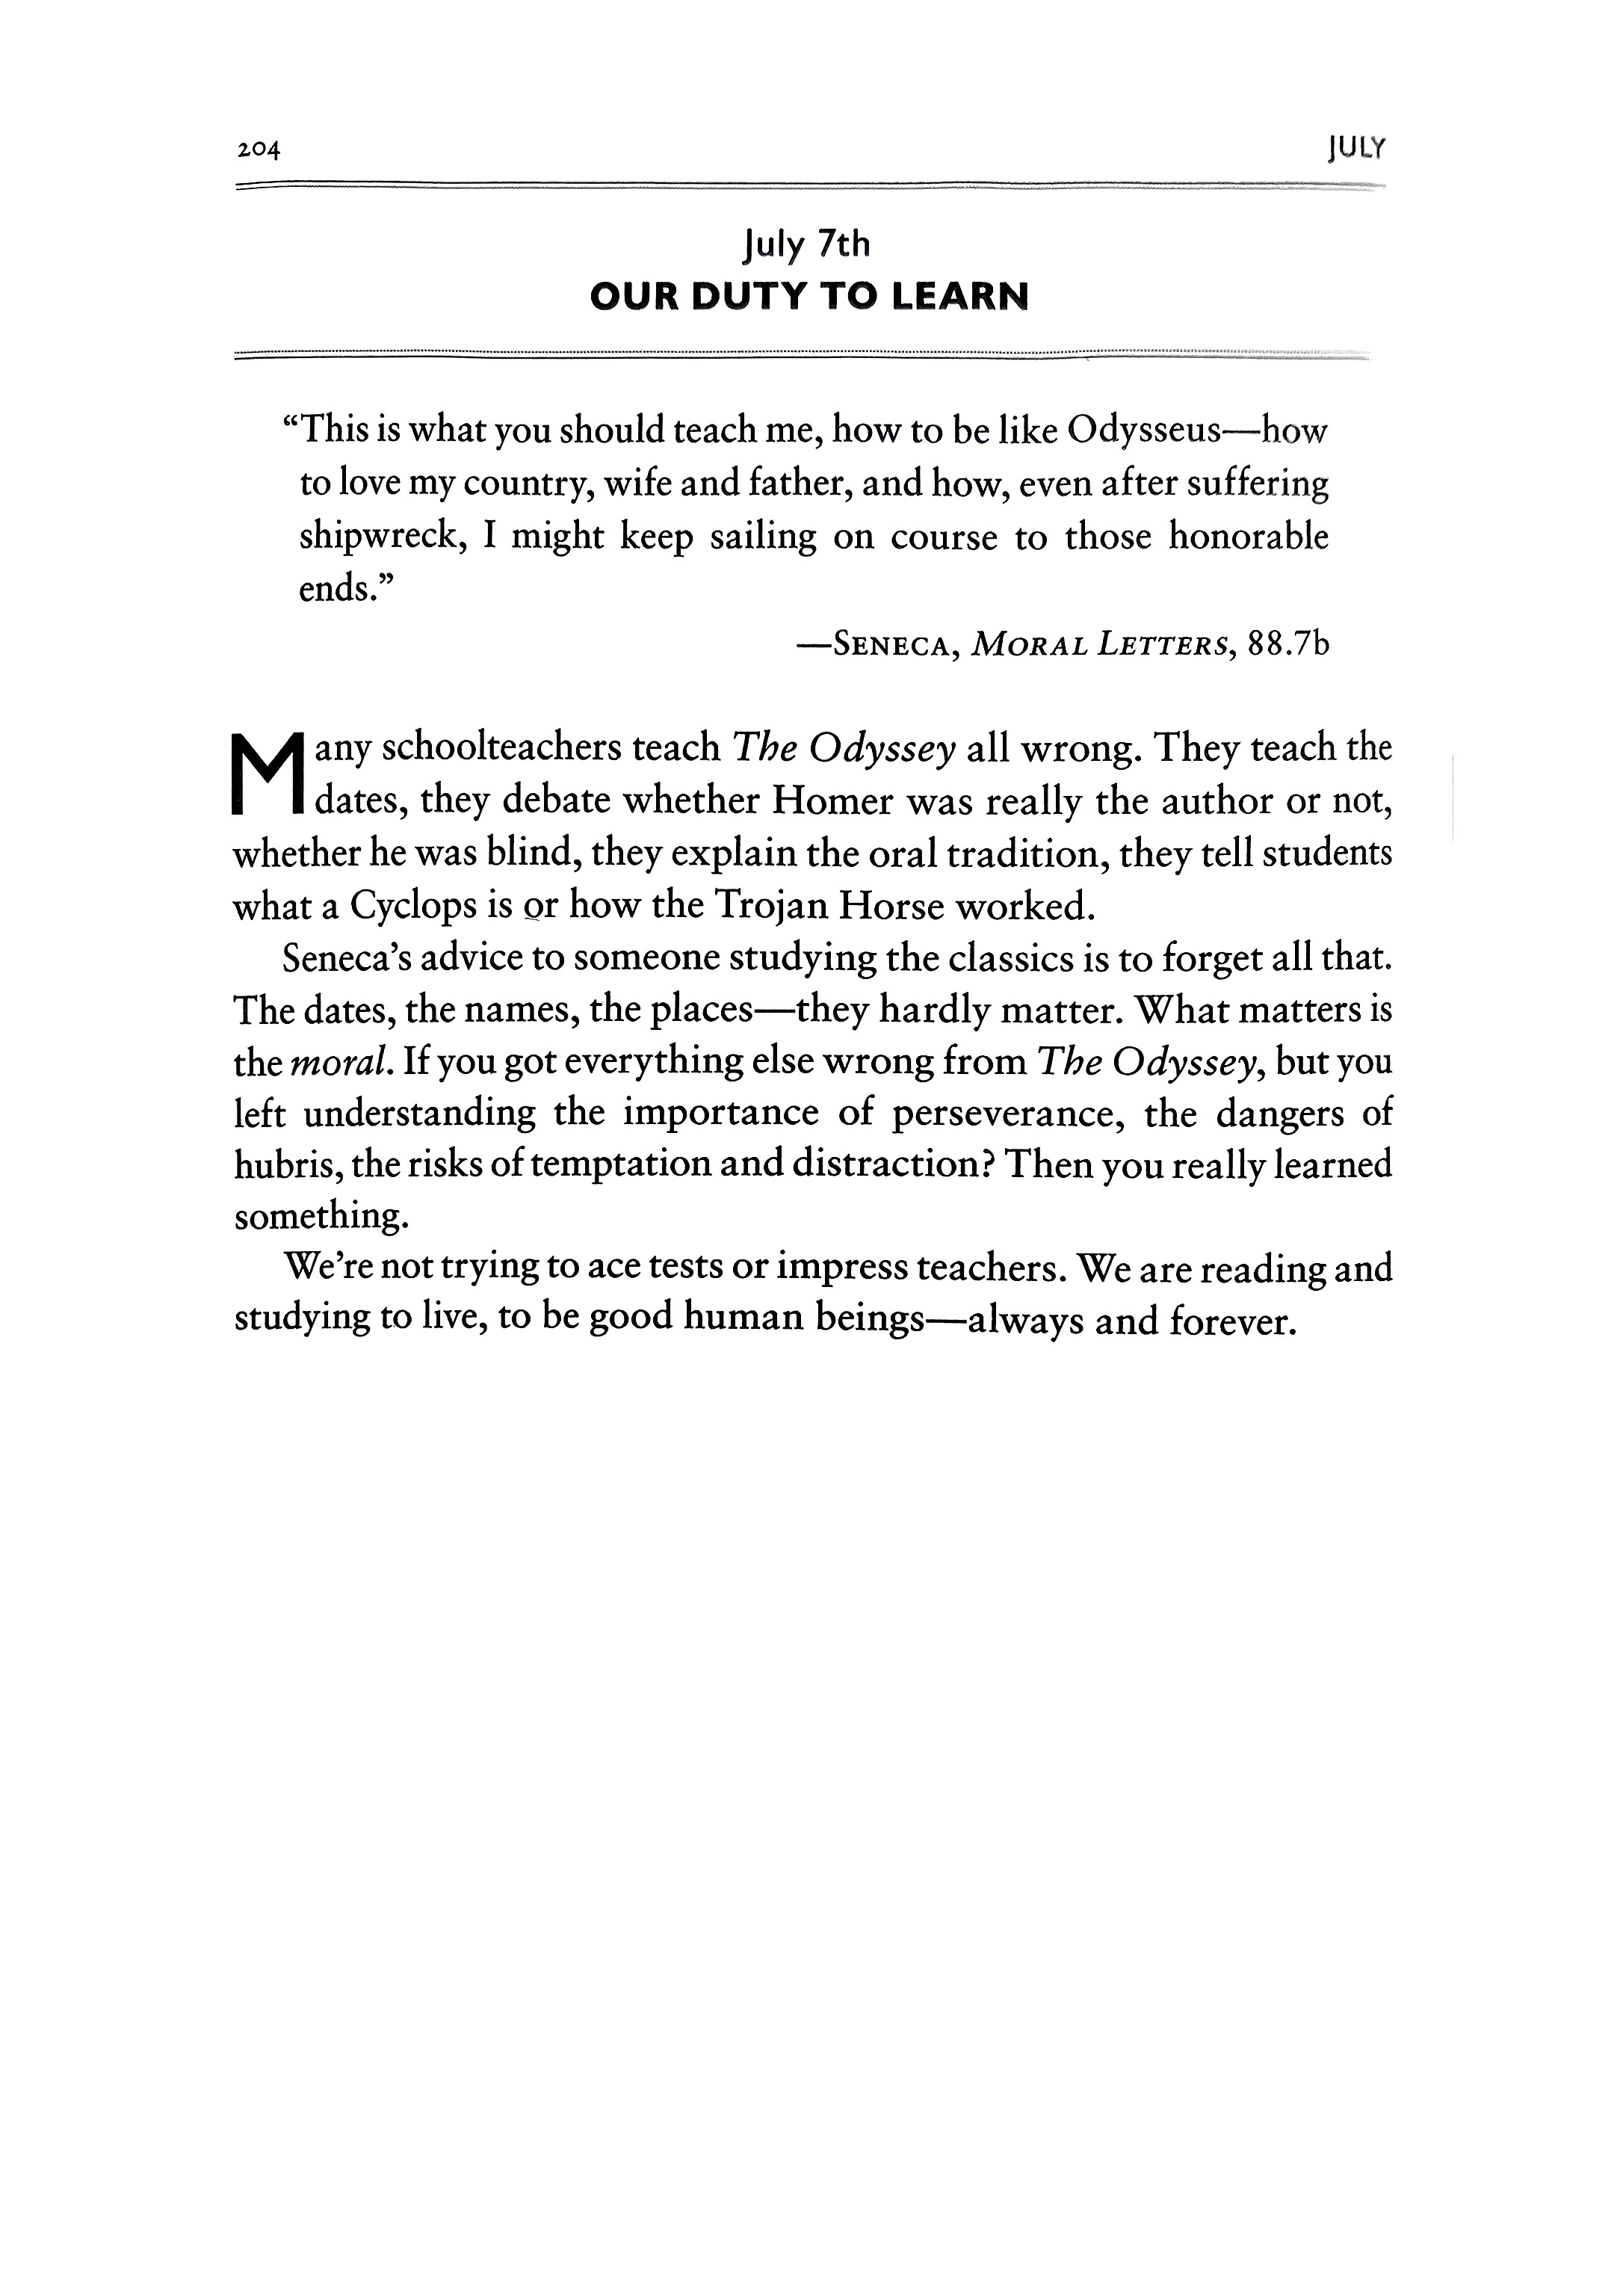 204
JULY
July 7th
OUR DUTY TO LEARN
“This is what you should teach me, how to be like Odysseus—how
to love my country, wife and father, and how, even after suffering
shipwreck, I might keep sailing on course to those honorable
ends.”
—SENECA, MORAL LETTERS, 88.7b
Many schoolteachers teach The Odyssey all wrong. They teach the
dates, they debate whether Homer was really the author or not,
whether he was blind, they explain the oral tradition, they tell students
what a Cyclops is or how the Trojan Horse worked.
Seneca’s advice to someone studying the classics is to forget all that.
The dates, the names, the places—they hardly matter. What matters is
the moral. If you got everything else wrong from The Odyssey, but you
left understanding the importance of perseverance, the dangers of
hubris, the risks of temptation and distraction? Then you really learned
something.
We’re not trying to ace tests or impress teachers. We are reading and
studying to live, to be good human beings—always and forever.